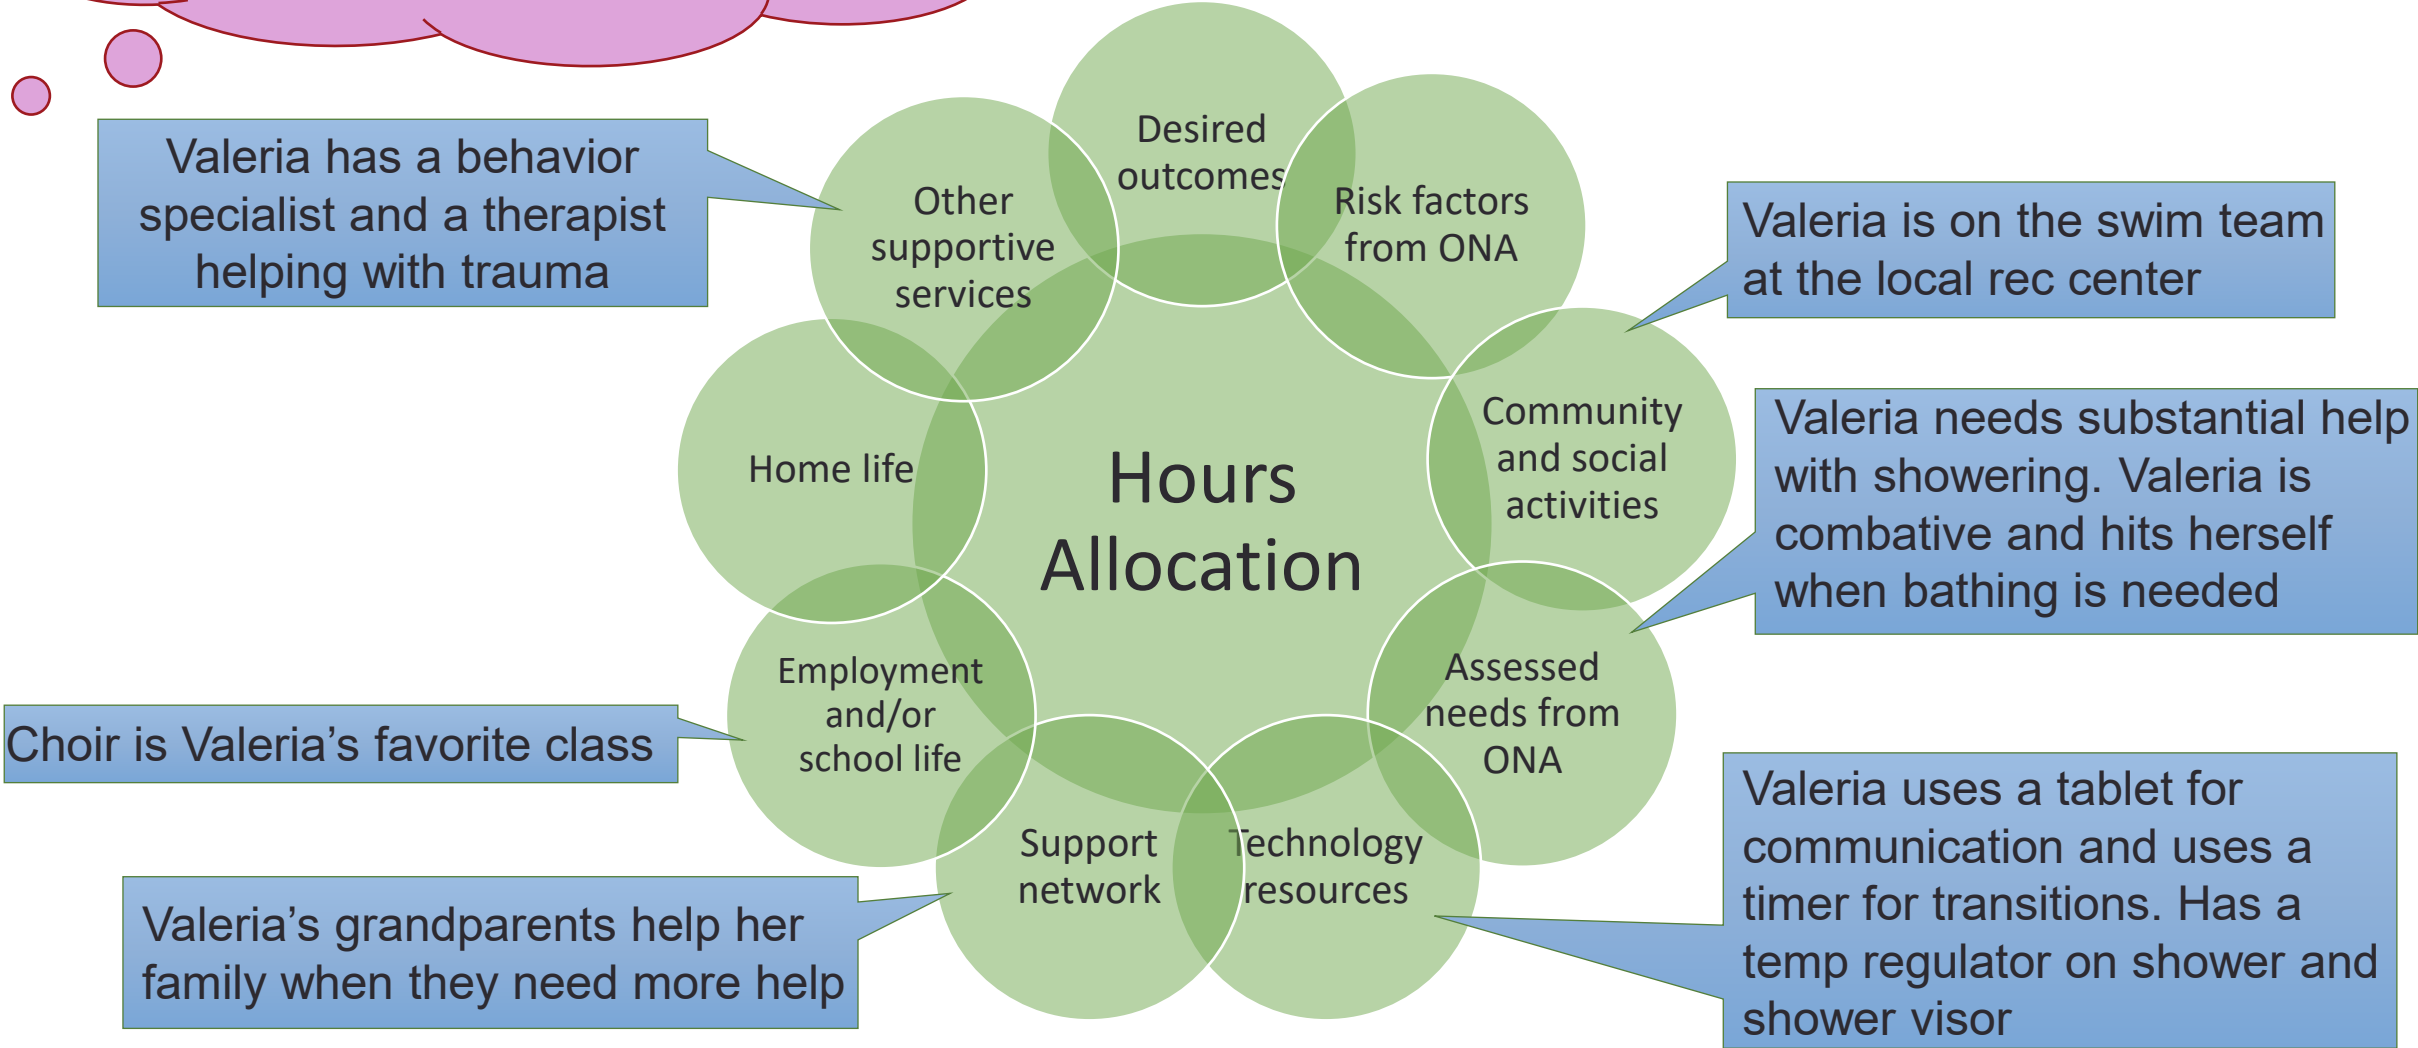 Desired
outcomes
Risk factors
from ONA
Community
and social
activities
Assessed
needs from
ONA
Technology
resources
Support
network
Employment
and/or
school life
Home life
Other
supportive
services
Hours
Allocation
Valeria has a behavior
specialist and a therapist
helping with trauma
Valeria is on the swim team
at the local rec center
Valeria needs substantial help
with showering. Valeria is
combative and hits herself
when bathing is needed
Valeria uses a tablet for
communication and uses a
timer for transitions. Has a
temp regulator on shower and
shower visor
Valeria’s grandparents help her
family when they need more help
Choir is Valeria’s favorite class